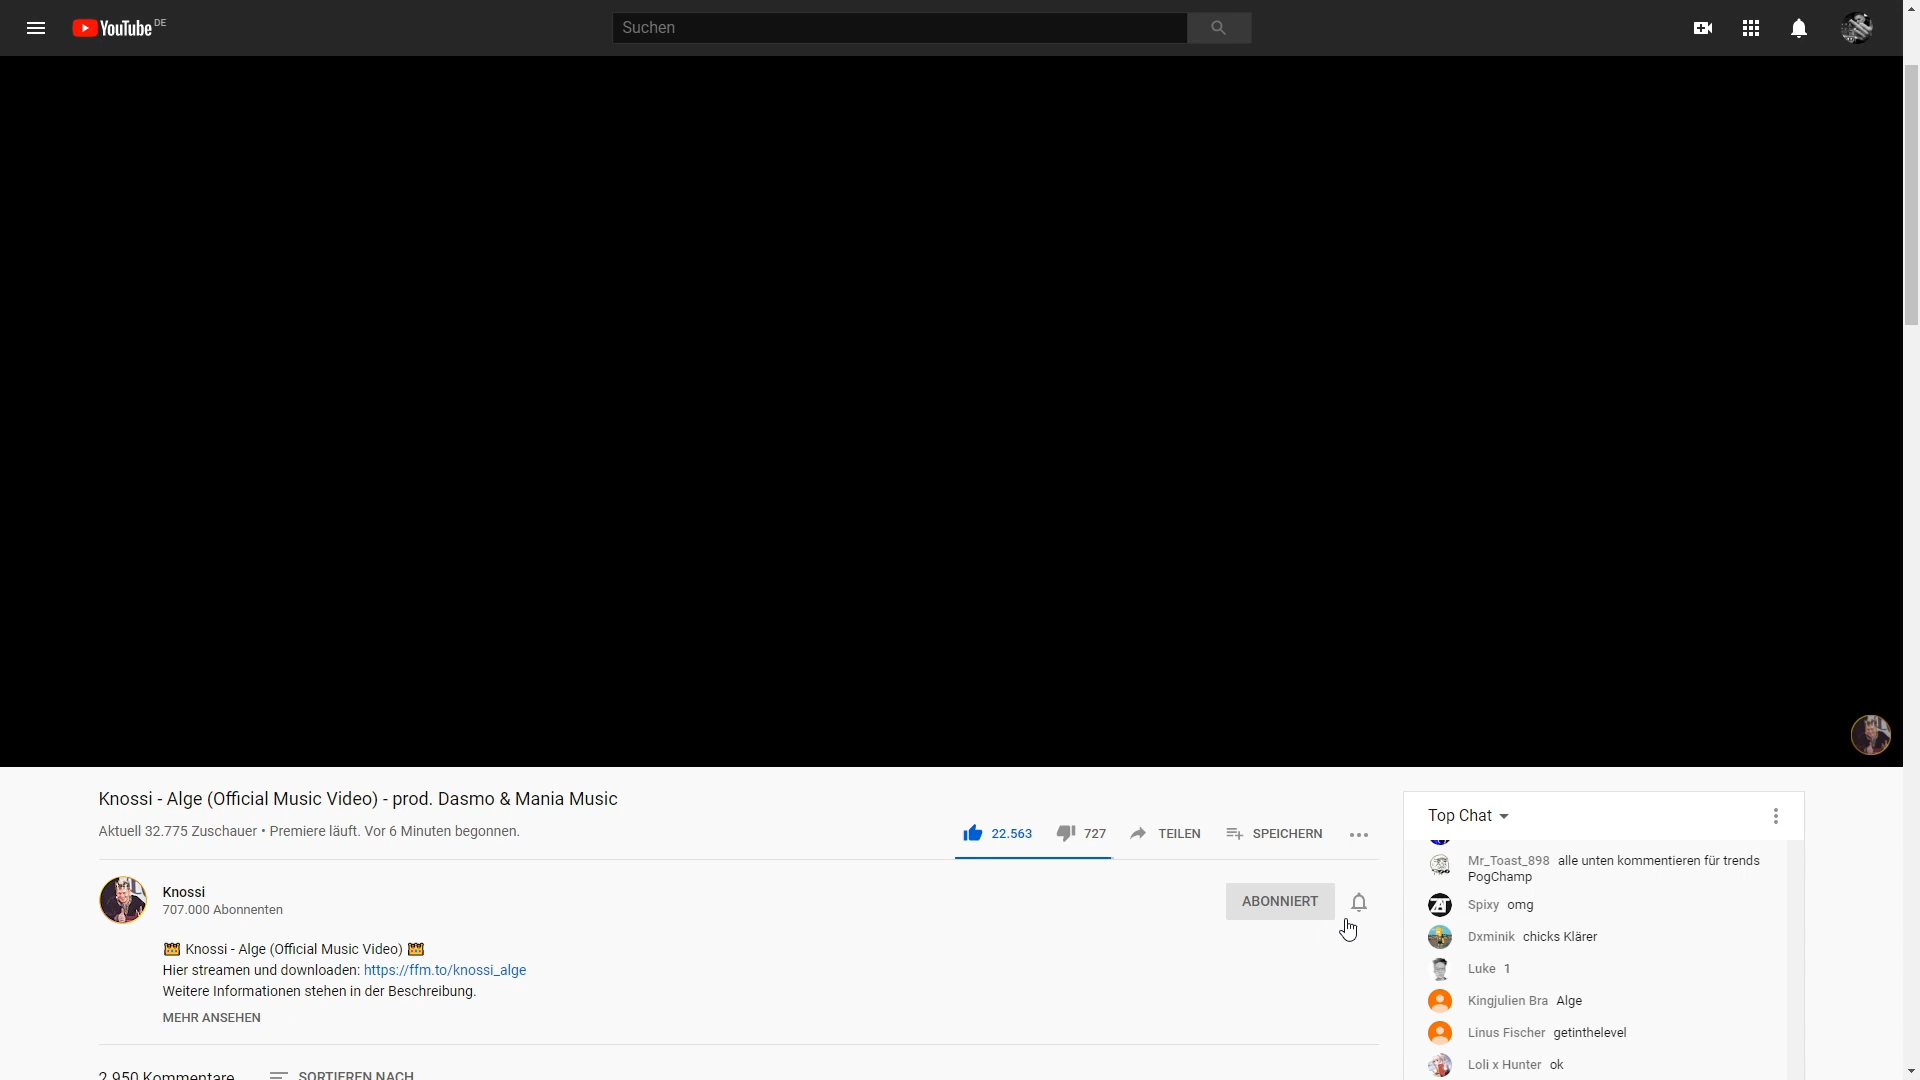 YouTube DE
Suchen
Knossi - Alge (Official Music Video) - prod. Dasmo & Mania Music
Aktuell 32.775 Zuschauer • Premiere läuft. Vor 6 Minuten begonnen.
22.563 727 TEILEN SPEICHERN
Knossi
707.000 Abonnenten
ABONNIERT
Knossi - Alge (Official Music Video)
Hier streamen und downloaden: https://ffm.to/knossi_alge
Weitere Informationen stehen in der Beschreibung.
MEHR ANSEHEN
2.950 Kommentare SORTIEREN NACH
Top Chat
Mr_Toast_898 alle unten kommentieren für trends
PogChamp
Spixy omg
Dxminik chicks Klärer
Luke 1
Kingjulien Bra Alge
Linus Fischer getinthelevel
Loli x Hunter ok